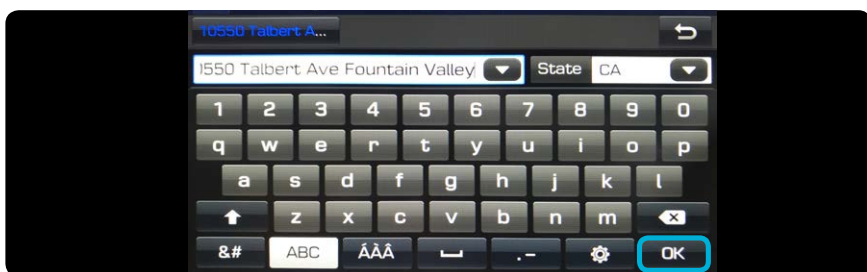 10550 Talbert A...
)550 Talbert Ave Fountain Valley State CA
1 2 3 4 5 6 7 8 9 0
q w e r t y u i o p
a s d f g h j k l
z x c v b n m
&# ABC ÁÀÂ .- OK